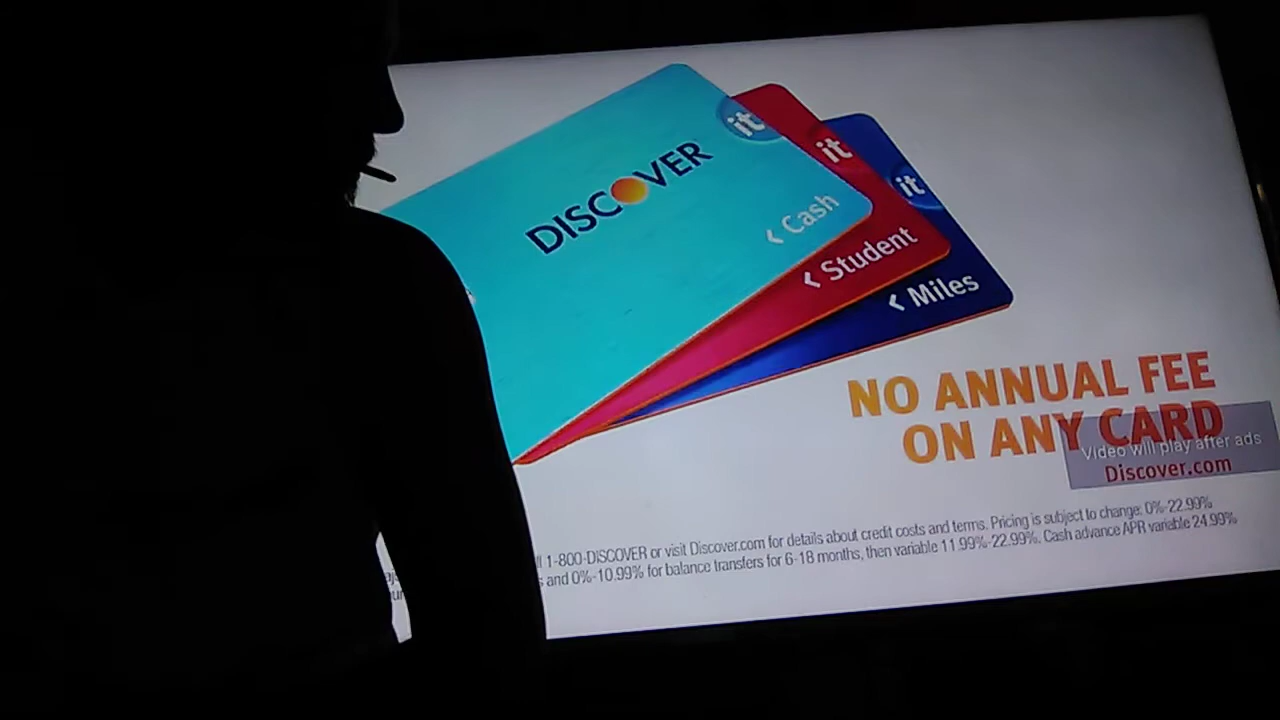 DISCOVER
it
it
it
‹ Cash
‹ Student
‹ Miles
NO ANNUAL FEE
ON ANY CARD
Video will play after ads
Discover.com
1-800-DISCOVER or visit Discover.com for details about credit costs and terms. Pricing is subject to change: 0%-22.99%
and 0%-10.99% for balance transfers for 6-18 months, then variable 11.99%-22.99%. Cash advance APR variable 24.99%